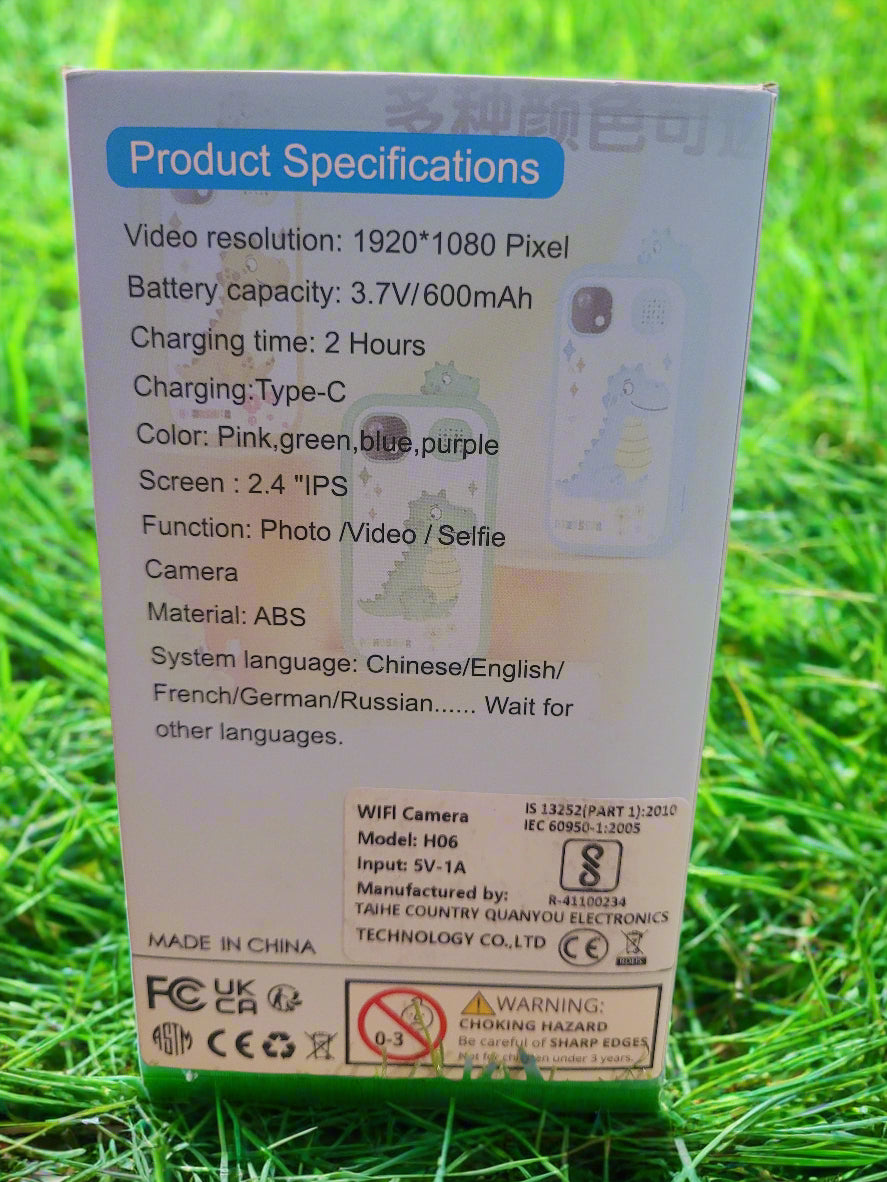 多种颜色可选
Product Specifications
Video resolution: 1920*1080 Pixel
Battery capacity: 3.7V/600mAh
Charging time: 2 Hours
Charging:Type-C
Color: Pink,green,blue,purple
Screen : 2.4 "IPS
Function: Photo /Video / Selfie
Camera
Material: ABS
System language: Chinese/English/
French/German/Russian...... Wait for
other languages.
WIFI Camera
Model: H06
Input: 5V-1A
Manufactured by:
TAIHE COUNTRY QUANYOU ELECTRONICS
TECHNOLOGY CO.,LTD
IS 13252(PART 1):2010
IEC 60950-1:2005
R-41100234
CE
ROHS
MADE IN CHINA
FC
UK
CA
ASTM
CE
0-3
WARNING:
CHOKING HAZARD
Be careful of SHARP EDGES
Not for children under 3 years.